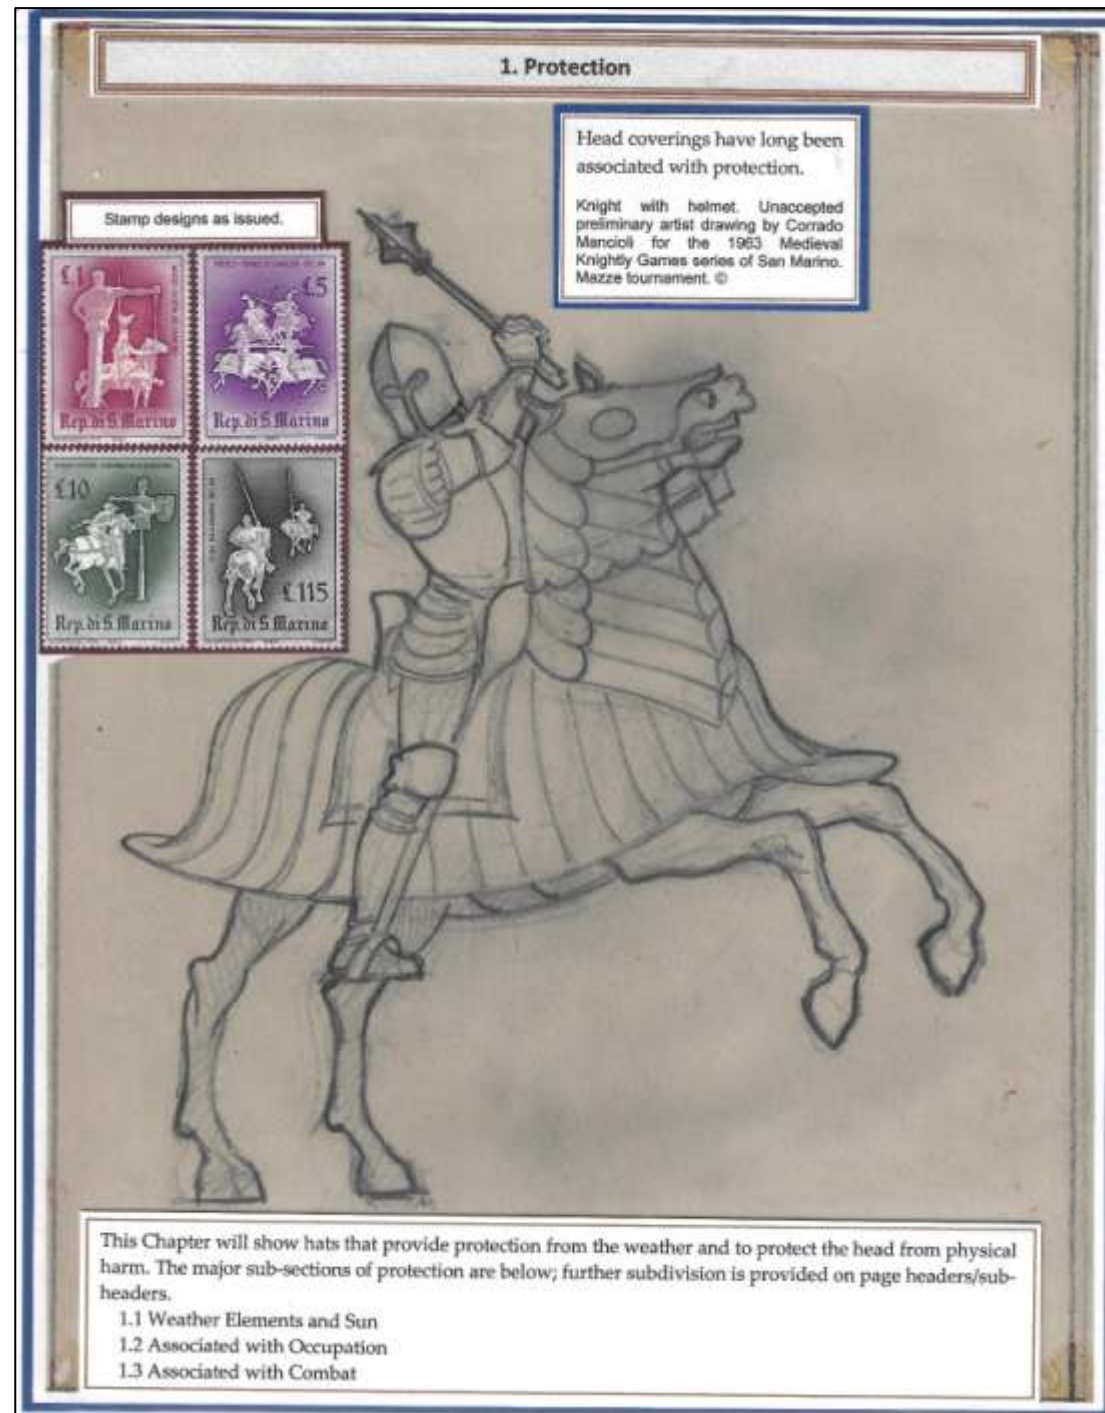 1. Protection
Head coverings have long been
associated with protection.
Knight with helmet. Unaccepted
preliminary artist drawing by Corrado
Mancioli for the 1963 Medieval
Knightly Games series of San Marino.
Mazze tournament. ©
Stamp designs as issued.
£1
Rep. di S. Marino
£5
Rep. di S. Marino
£10
Rep. di S. Marino
£115
Rep. di S. Marino
This Chapter will show hats that provide protection from the weather and to protect the head from physical
harm. The major sub-sections of protection are below; further subdivision is provided on page headers/sub-
headers.
1.1 Weather Elements and Sun
1.2 Associated with Occupation
1.3 Associated with Combat